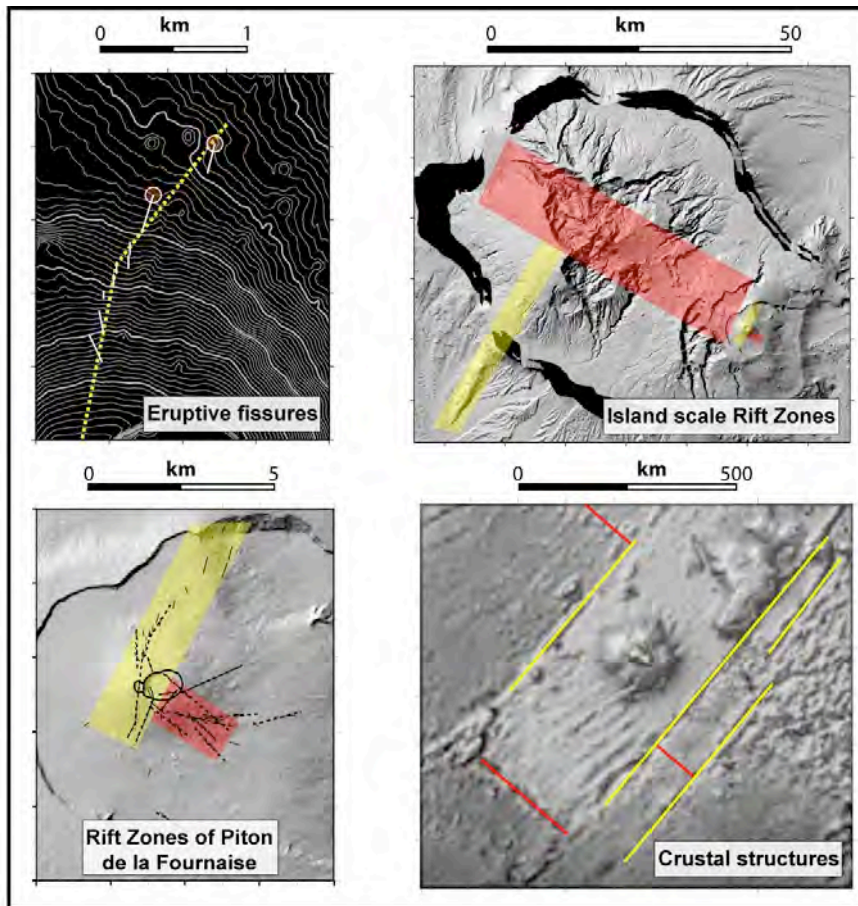 km
0 1
Eruptive fissures
km
0 50
Island scale Rift Zones
km
0 5
Rift Zones of Piton
de la Fournaise
km
0 500
Crustal structures